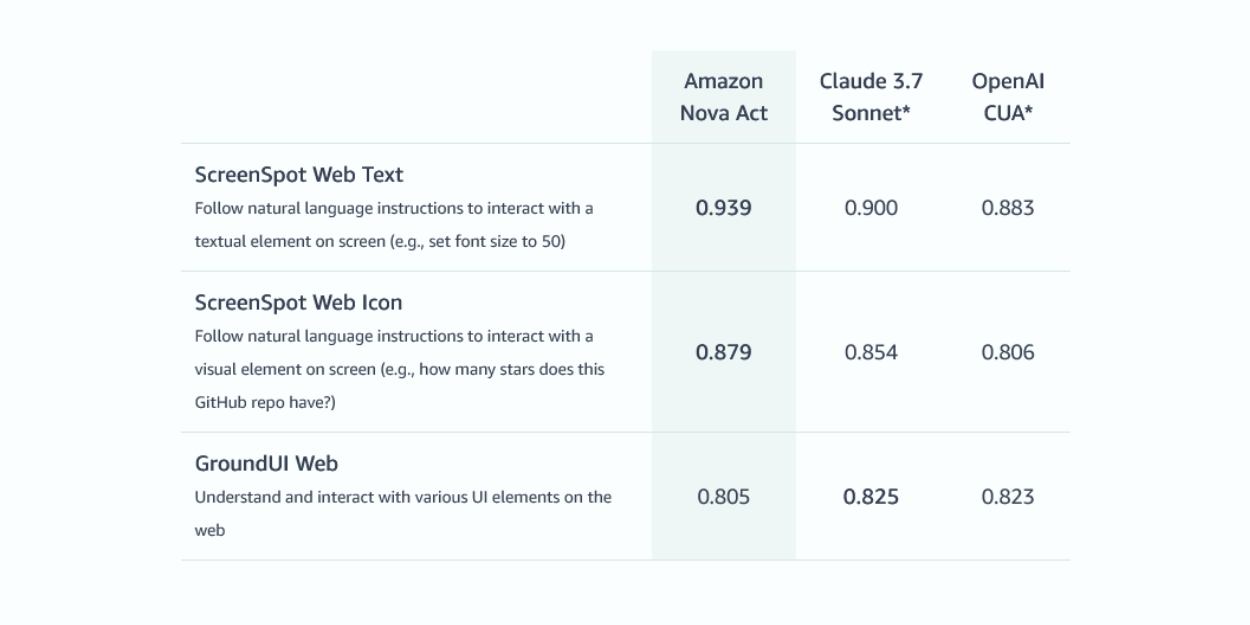 Amazon Claude 3.7 OpenAI
Nova Act Sonnet* CUA*
ScreenSpot Web Text
Follow natural language instructions to interact with a
textual element on screen (e.g., set font size to 50)
0.939 0.900 0.883
ScreenSpot Web Icon
Follow natural language instructions to interact with a
visual element on screen (e.g., how many stars does this
GitHub repo have?)
0.879 0.854 0.806
GroundUI Web
Understand and interact with various UI elements on the
web
0.805 0.825 0.823